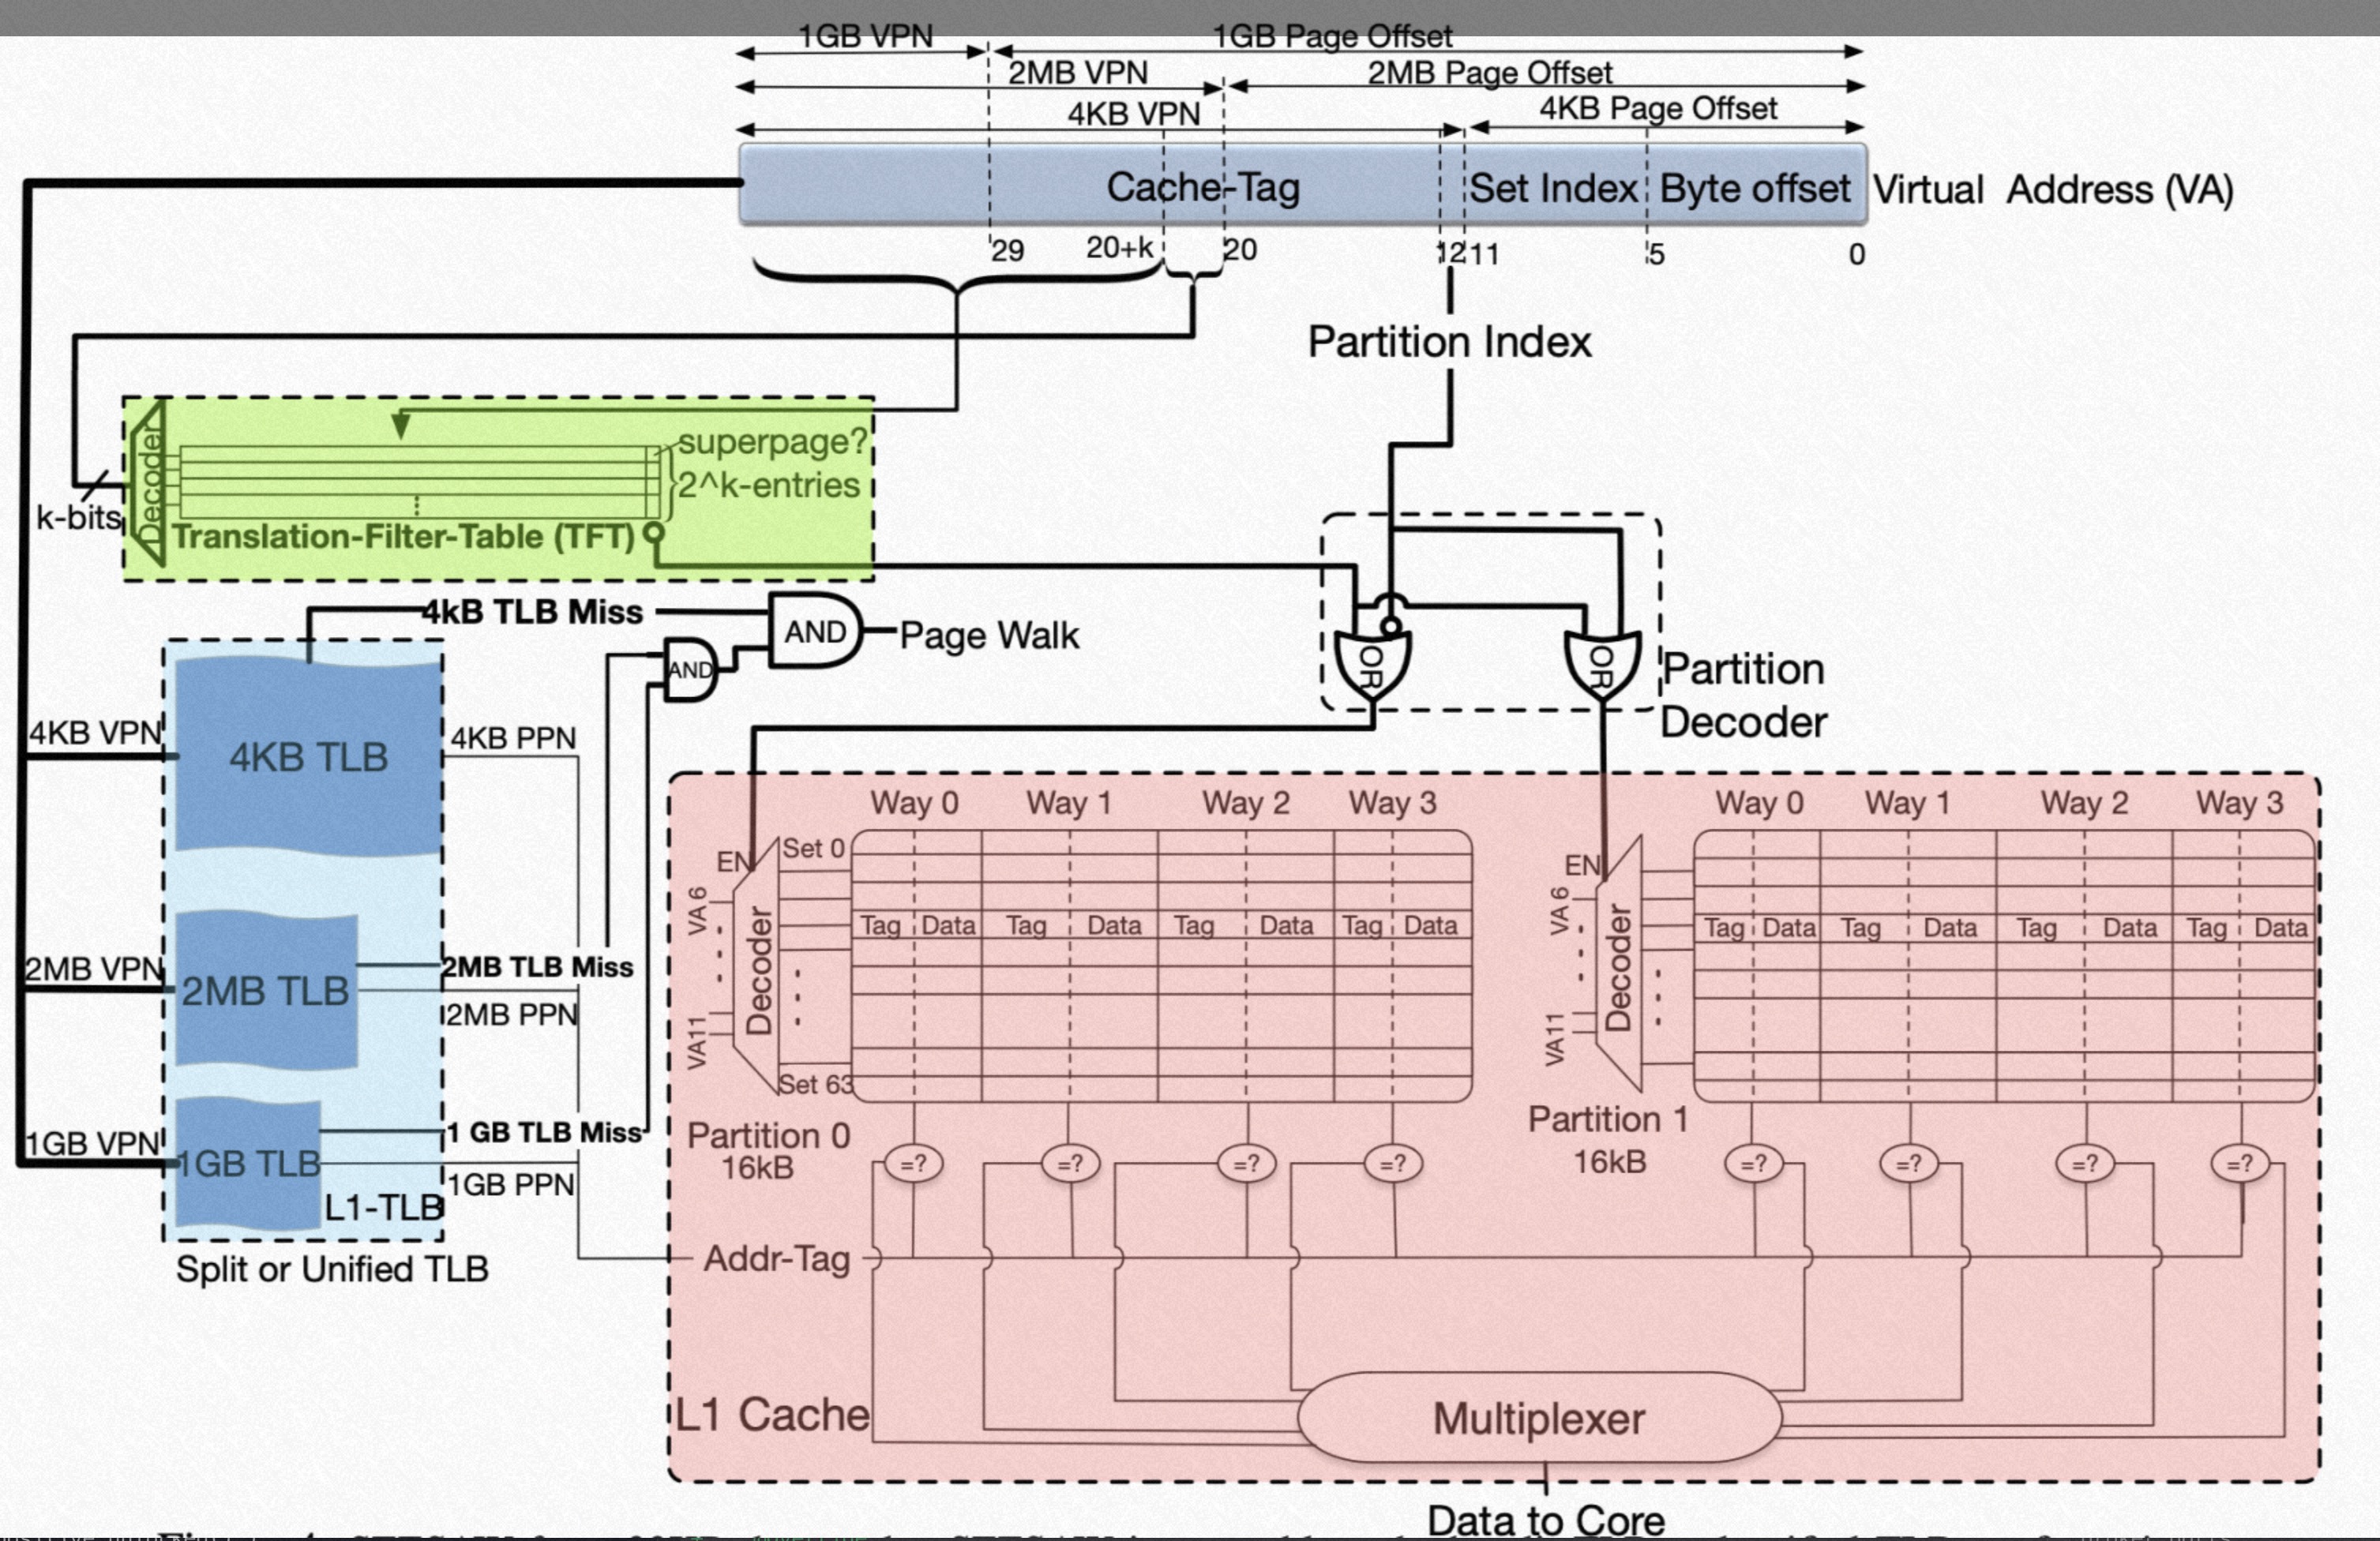 1GB VPN
1GB Page Offset
2MB VPN
2MB Page Offset
4KB VPN
4KB Page Offset
Cache-Tag
Set Index
Byte offset
Virtual Address (VA)
29
20+k
20
12
11
5
0
Partition Index
Decoder
superpage?
2^k-entries
k-bits
Translation-Filter-Table (TFT)
4kB TLB Miss
AND
Page Walk
AND
OR
OR
Partition
Decoder
4KB VPN
4KB TLB
4KB PPN
2MB VPN
2MB TLB
2MB TLB Miss
2MB PPN
1GB VPN
1GB TLB
1 GB TLB Miss
1GB PPN
L1-TLB
Split or Unified TLB
Way 0
Way 1
Way 2
Way 3
EN
Set 0
VA 6
VA11
Decoder
Tag
Data
Tag
Data
Tag
Data
Tag
Data
Set 63
Partition 0
16kB
=?
=?
=?
=?
Way 0
Way 1
Way 2
Way 3
EN
VA 6
VA11
Decoder
Tag
Data
Tag
Data
Tag
Data
Tag
Data
Partition 1
16kB
=?
=?
=?
=?
Addr-Tag
L1 Cache
Multiplexer
Data to Core